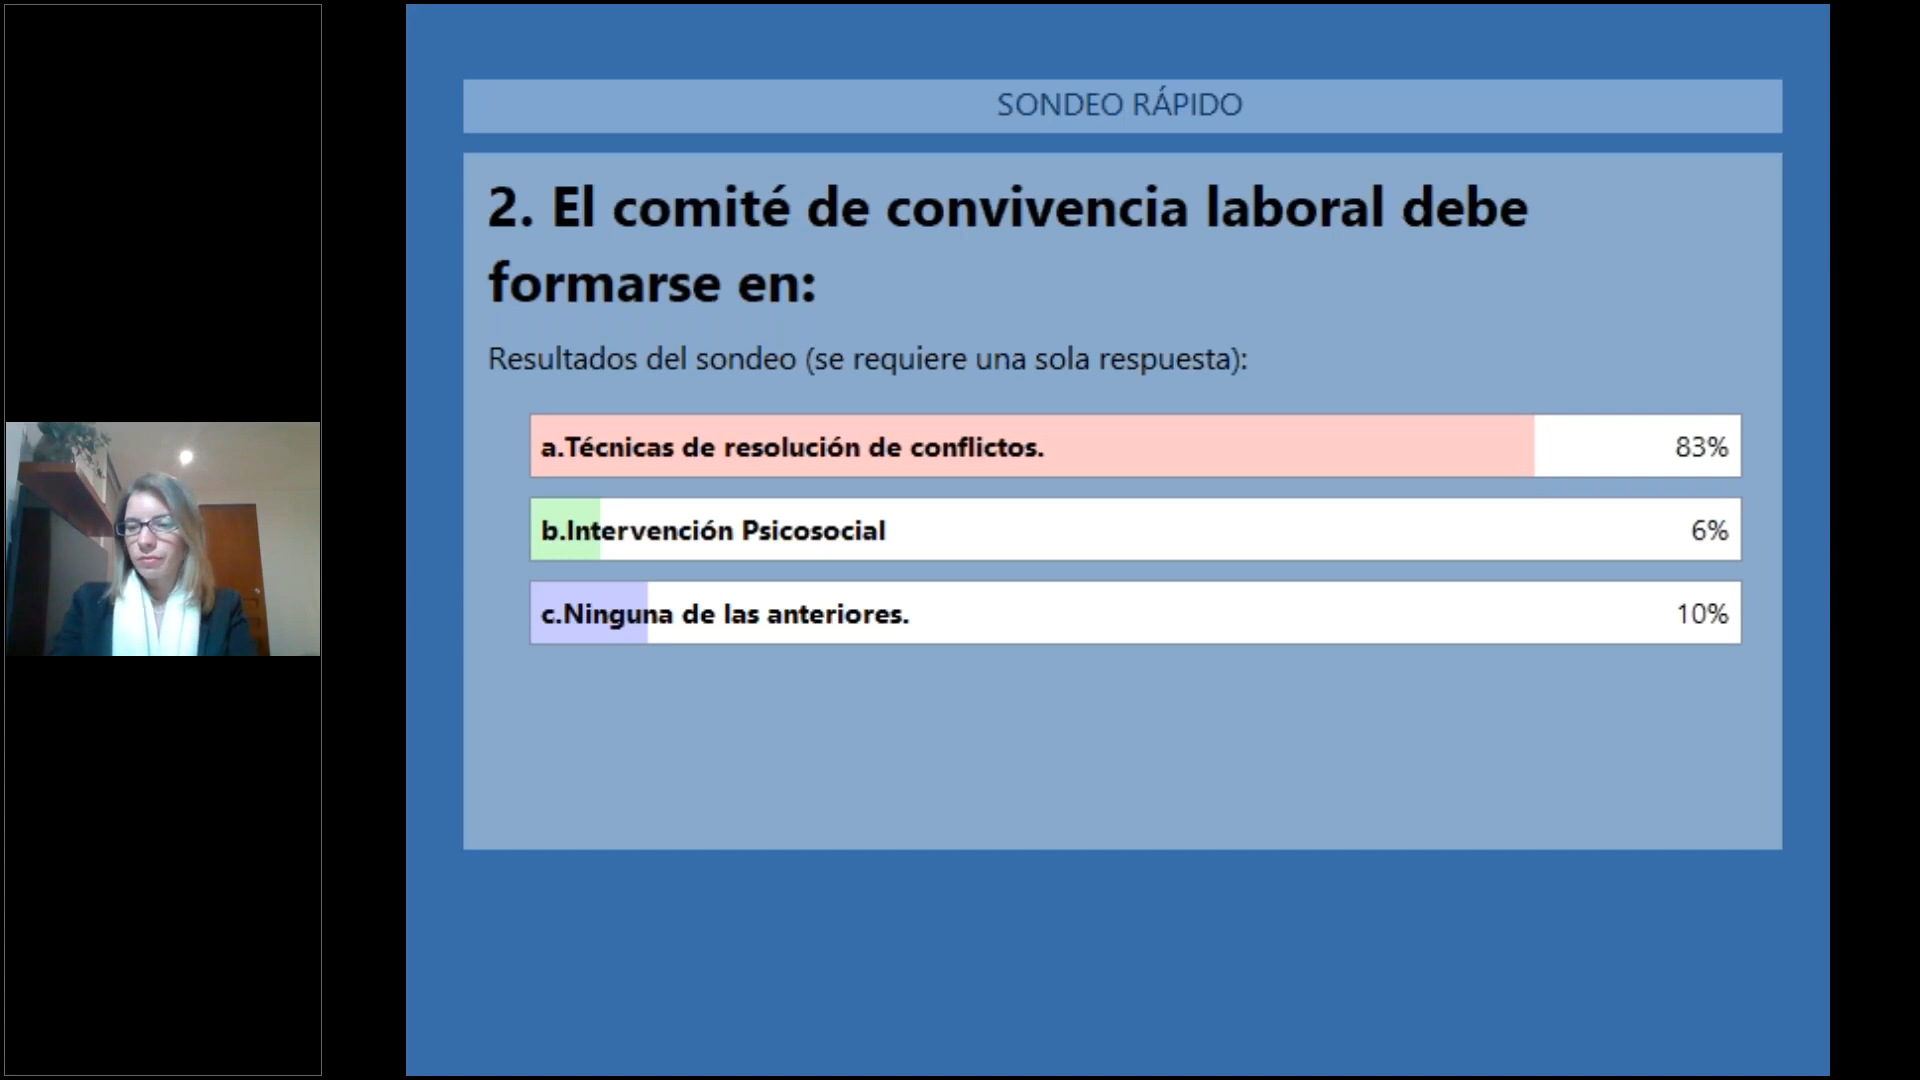 SONDEO RÁPIDO
2. El comité de convivencia laboral debe
formarse en:
Resultados del sondeo (se requiere una sola respuesta):
a.Técnicas de resolución de conflictos. 83%
b.Intervención Psicosocial 6%
c.Ninguna de las anteriores. 10%